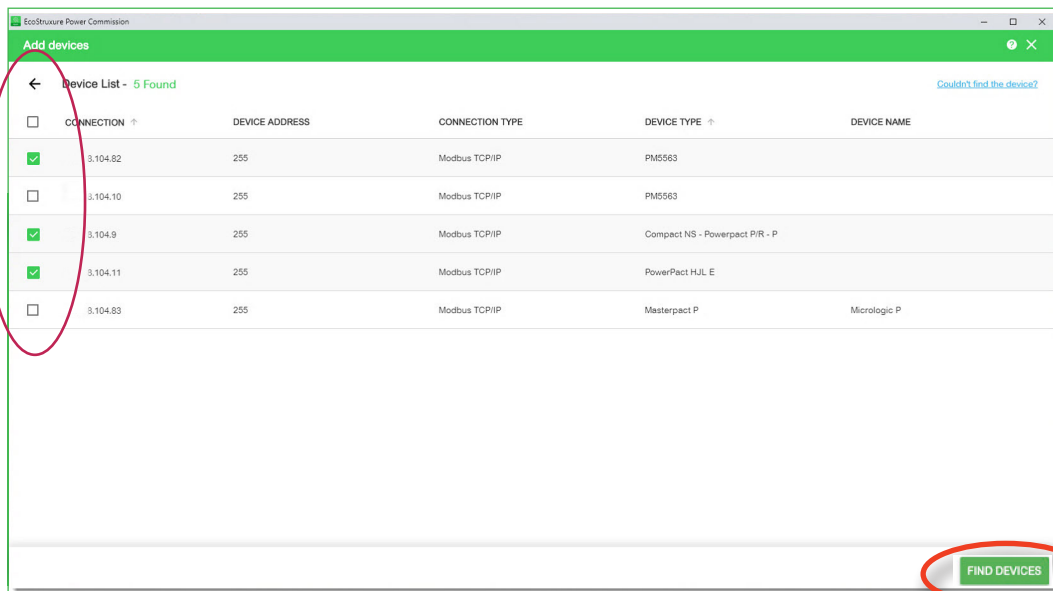 EcoStruxure Power Commission
Add devices
Device List - 5 Found
Couldn't find the device?
CONNECTION DEVICE ADDRESS CONNECTION TYPE DEVICE TYPE DEVICE NAME
3.104.82 255 Modbus TCP/IP PM5563
3.104.10 255 Modbus TCP/IP PM5563
3.104.9 255 Modbus TCP/IP Compact NS - Powerpact P/R - P
3.104.11 255 Modbus TCP/IP PowerPact HJL E
3.104.83 255 Modbus TCP/IP Masterpact P Micrologic P
FIND DEVICES